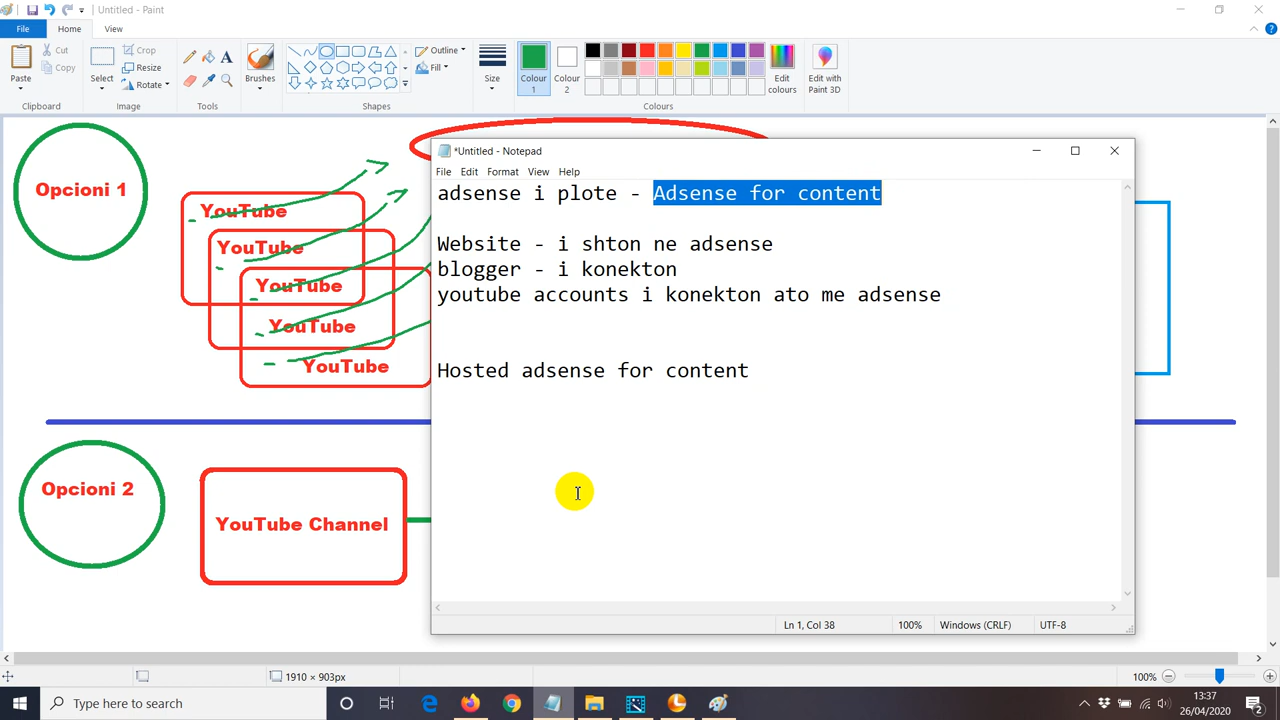 Untitled - Paint
File Home View
Paste
Cut
Copy
Clipboard
Select
Crop
Resize
Rotate
Image
Tools
Brushes
Shapes
Outline
Fill
Size
Colour 1
Colour 2
Colours
Edit colours
Edit with Paint 3D
Opcioni 1
YouTube
YouTube
YouTube
YouTube
YouTube
Opcioni 2
YouTube Channel
*Untitled - Notepad
File Edit Format View Help
adsense i plote - Adsense for content
Website - i shton ne adsense
blogger - i konekton
youtube accounts i konekton ato me adsense
Hosted adsense for content
Ln 1, Col 38 100% Windows (CRLF) UTF-8
1910 × 903px 100%
Type here to search
13:37
26/04/2020
2